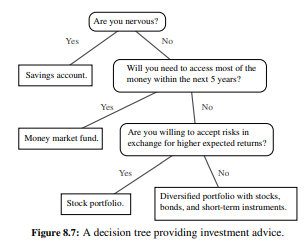 Are you nervous?
Yes
No
Savings account.
Will you need to access most of the
money within the next 5 years?
Yes
No
Money market fund.
Are you willing to accept risks in
exchange for higher expected returns?
Yes
No
Stock portfolio.
Diversified portfolio with stocks,
bonds, and short-term instruments.
Figure 8.7: A decision tree providing investment advice.